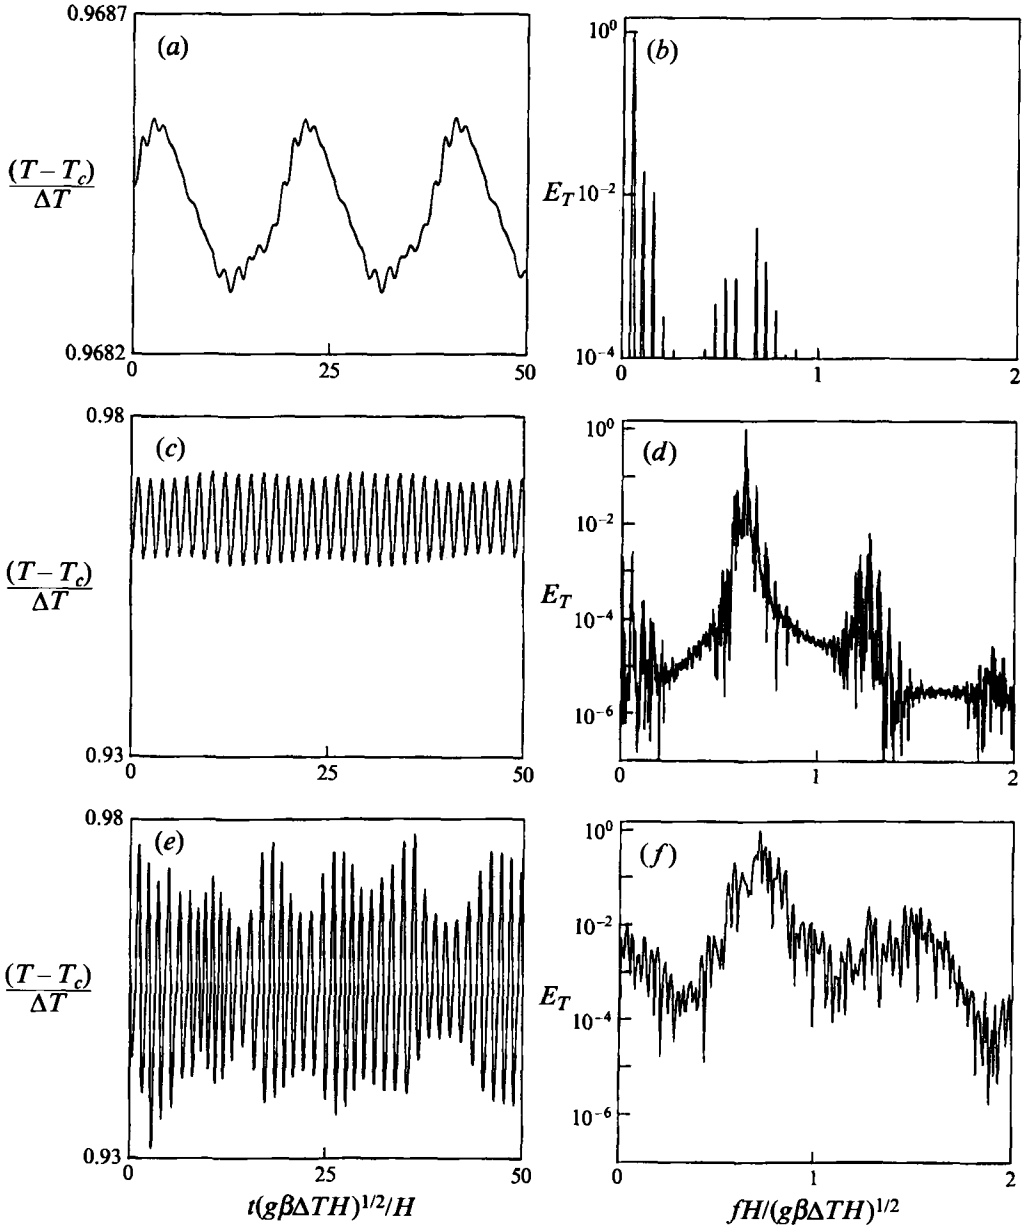 0.9687
(a)
(T − T_c)
ΔT
0.9682
0
25
50
10^0
(b)
E_T
10^−2
10^−4
0
1
2
0.98
(c)
(T − T_c)
ΔT
0.93
0
25
50
10^0
(d)
10^−2
E_T
10^−4
10^−6
0
1
2
0.98
(e)
(T − T_c)
ΔT
0.93
0
25
50
t(gβΔTH)^1/2/H
10^0
(f)
10^−2
E_T
10^−4
10^−6
0
1
2
fH/(gβΔTH)^1/2